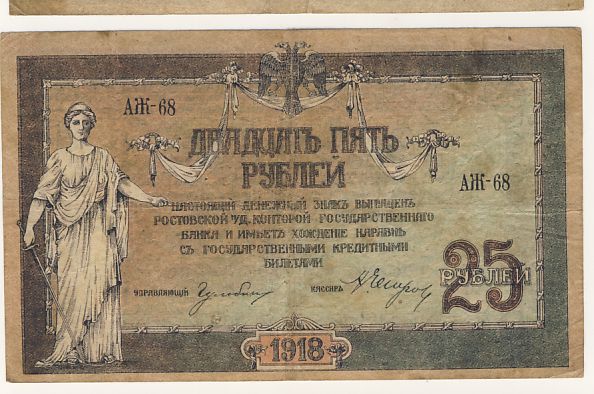 АЖ-68
ДВАДЦАТЬ ПЯТЬ
РУБЛЕЙ
АЖ-68
НАСТОЯЩІЙ ДЕНЕЖНЫЙ ЗНАКЪ ВЫПУЩЕНЪ
РОСТОВСКОЙ Н/Д. КОНТОРОЙ ГОСУДАРСТВЕННАГО
БАНКА И ИМѢЕТЪ ХОЖДЕНІЕ НАРАВНѢ
СЪ ГОСУДАРСТВЕННЫМИ КРЕДИТНЫМИ
БИЛЕТАМИ
УПРАВЛЯЮЩІЙ
КАССИРЪ
25
РУБЛЕЙ
1918